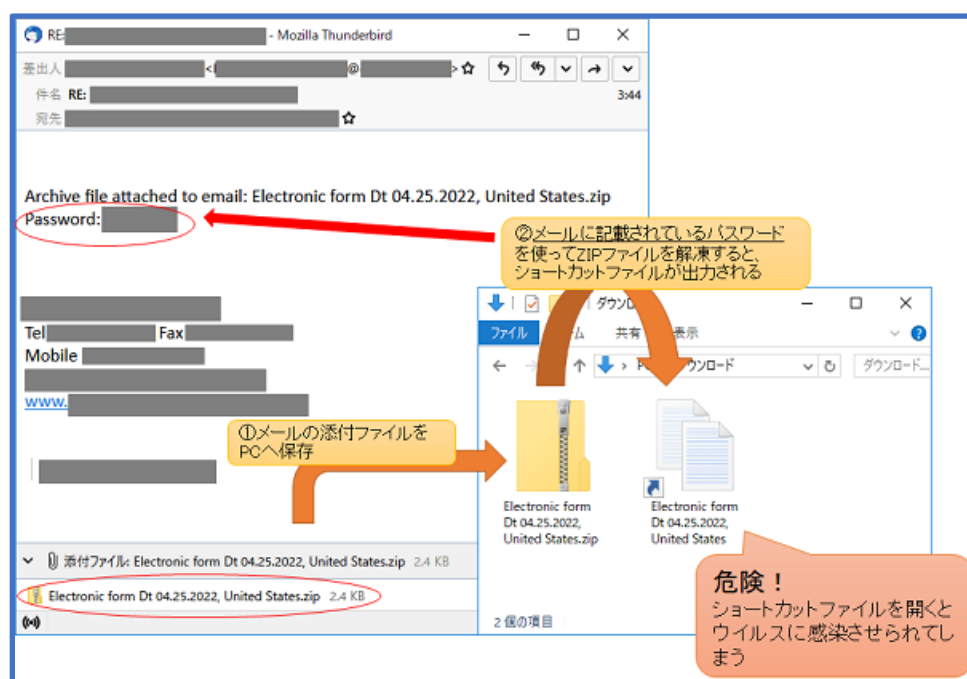 RE: - Mozilla Thunderbird
差出人 < @ >
件名 RE: 3:44
宛先
Archive file attached to email: Electronic form Dt 04.25.2022, United States.zip
Password:
②メールに記載されているパスワード
を使ってZIPファイルを解凍すると、
ショートカットファイルが出力される
Tel Fax
Mobile
www.
①メールの添付ファイルを
PCへ保存
ファイル 共有 表示
ダウンロード...
Electronic form
Dt 04.25.2022,
United States.zip
Electronic form
Dt 04.25.2022,
United States
添付ファイル: Electronic form Dt 04.25.2022, United States.zip 2.4 KB
Electronic form Dt 04.25.2022, United States.zip 2.4 KB
2 個の項目
危険！
ショートカットファイルを開くと
ウイルスに感染させられてし
まう